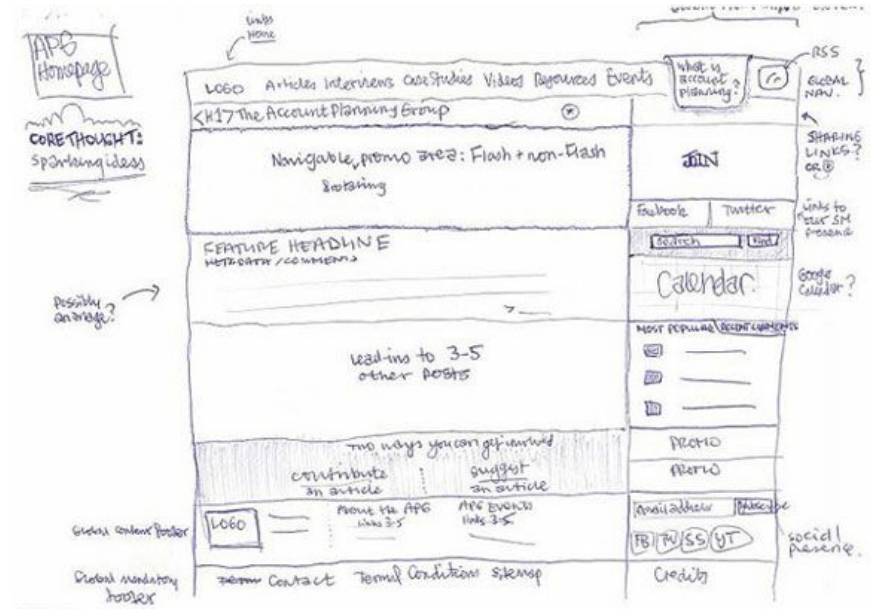 APG
Homepage
CORE THOUGHT:
sparking ideas
Links
Home
LOGO Articles Interviews Case Studies Videos Resources Events
what is
account
planning?
RSS
GLOBAL
NAV.
<H1> The Account Planning Group
SHARING
LINKS?
OR
Navigable, promo area: Flash + non-Flash
rotating
JOIN
Facebook Twitter
Links to
our SM
presence
Search Find
FEATURE HEADLINE
METADATA / COMMENTS
Calendar
Google
Calendar?
Possibly
an image?
MOST POPULAR RECENT COMMENTS
Lead-ins to 3-5
other posts
Two ways you can get involved
contribute
an article
suggest
an article
PROMO
PROMO
Global content footer
LOGO
About the APG
links 3-5
APG Events
links 3-5
Email address Subscribe
FB TW SS YT
social
presence.
Global mandatory
footer
Contact Terms Conditions sitemap
Credits